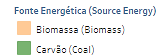 Fonte Energética (Source Energy)
Biomassa (Biomass)
Carvão (Coal)